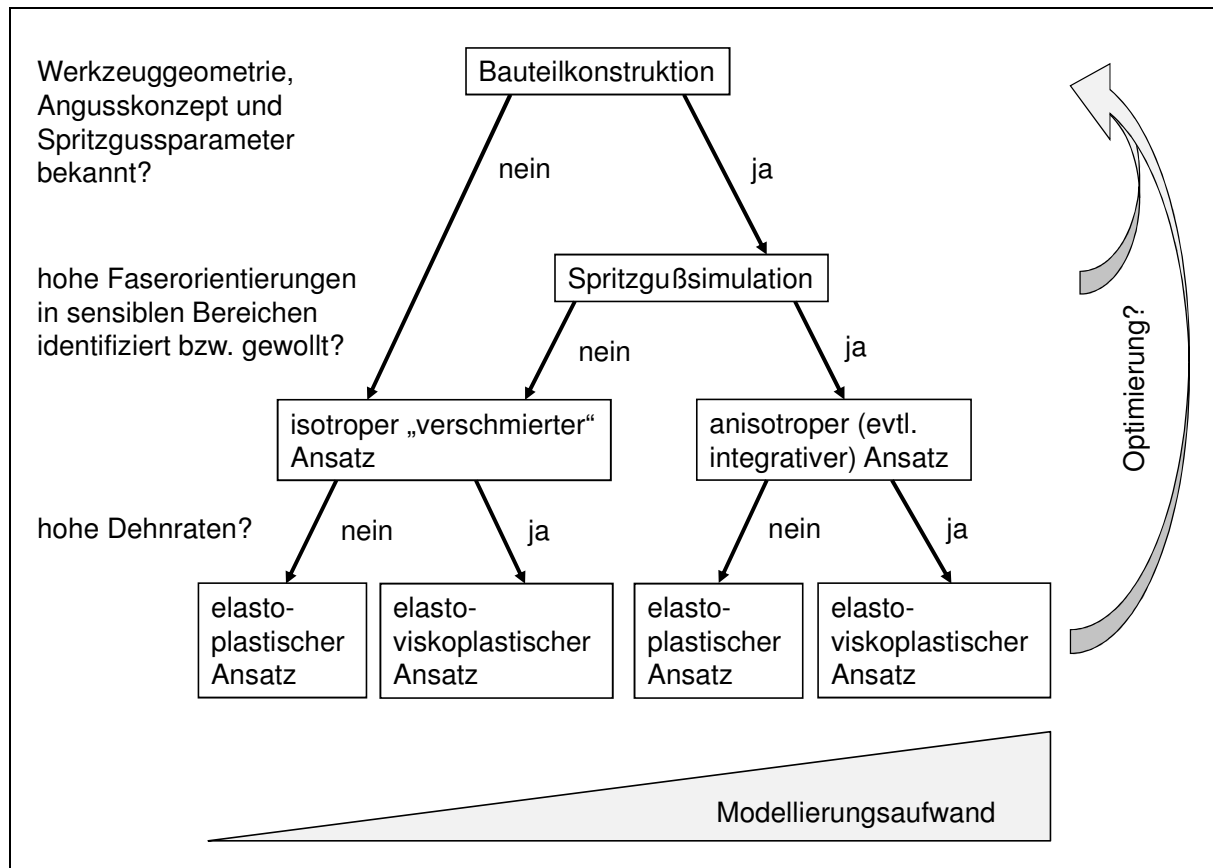 Werkzeuggeometrie,
Angusskonzept und
Spritzgussparameter
bekannt?
Bauteilkonstruktion
nein
ja
hohe Faserorientierungen
in sensiblen Bereichen
identifiziert bzw. gewollt?
Spritzgußsimulation
nein
ja
Optimierung?
isotroper „verschmierter“
Ansatz
anisotroper (evtl.
integrativer) Ansatz
hohe Dehnraten?
nein
ja
nein
ja
elasto-
plastischer
Ansatz
elasto-
viskoplastischer
Ansatz
elasto-
plastischer
Ansatz
elasto-
viskoplastischer
Ansatz
Modellierungsaufwand